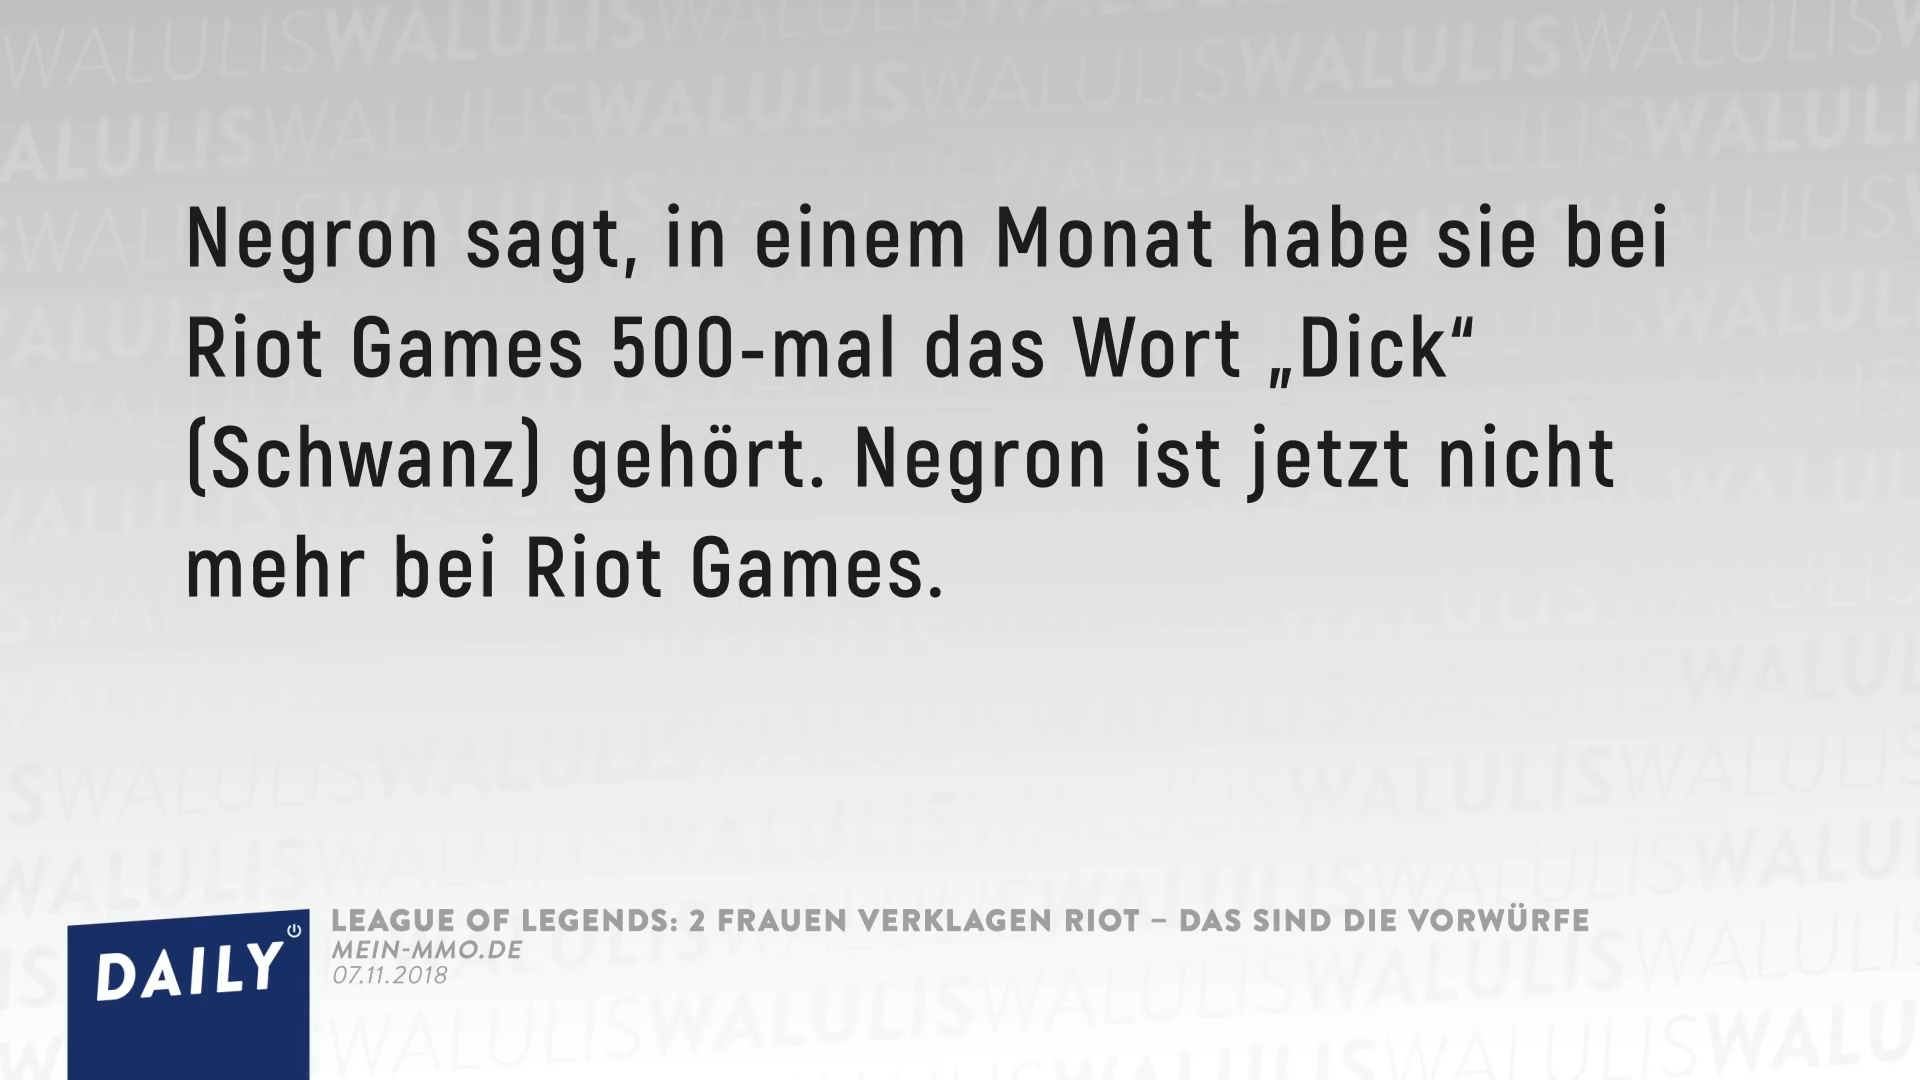 Negron sagt, in einem Monat habe sie bei
Riot Games 500-mal das Wort „Dick“
(Schwanz) gehört. Negron ist jetzt nicht
mehr bei Riot Games.
LEAGUE OF LEGENDS: 2 FRAUEN VERKLAGEN RIOT – DAS SIND DIE VORWÜRFE
MEIN-MMO.DE
07.11.2018
DAILY